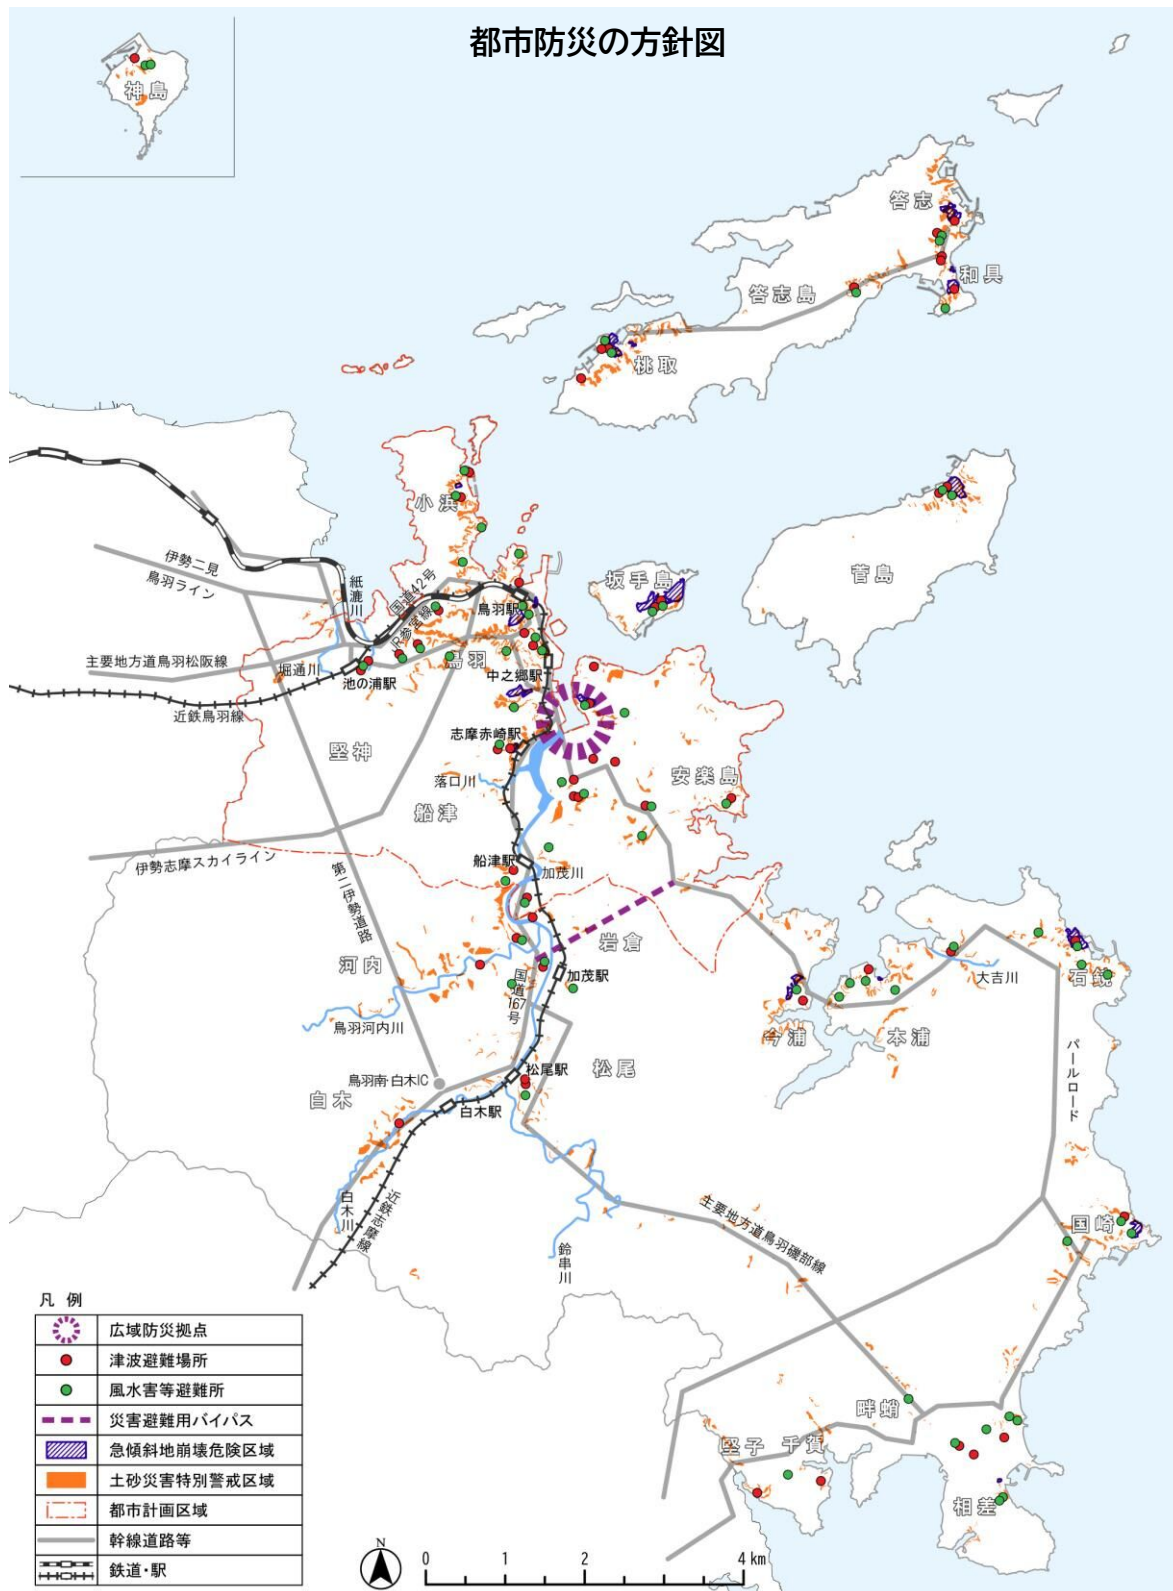 都市防災の方針図
神島
答志
和具
答志島
桃取
小浜
伊勢二見
鳥羽ライン
紙漉川
国道42号
JR参宮線
鳥羽駅
坂手島
菅島
主要地方道鳥羽松阪線
堀通川
池の浦駅
鳥羽
中之郷駅
近鉄鳥羽線
志摩赤崎駅
堅神
安楽島
落口川
船津
船津駅
伊勢志摩スカイライン
加茂川
第二伊勢道路
岩倉
河内
加茂駅
国道167号
大吉川
石鏡
鳥羽河内川
今浦
本浦
パールロード
松尾駅
松尾
鳥羽南・白木IC
白木
白木駅
白木川
近鉄志摩線
鈴串川
主要地方道鳥羽磯部線
国崎
畔蛸
堅子
千賀
相差
凡 例
広域防災拠点
津波避難場所
風水害等避難所
災害避難用バイパス
急傾斜地崩壊危険区域
土砂災害特別警戒区域
都市計画区域
幹線道路等
鉄道・駅
N
0 1 2 4 km